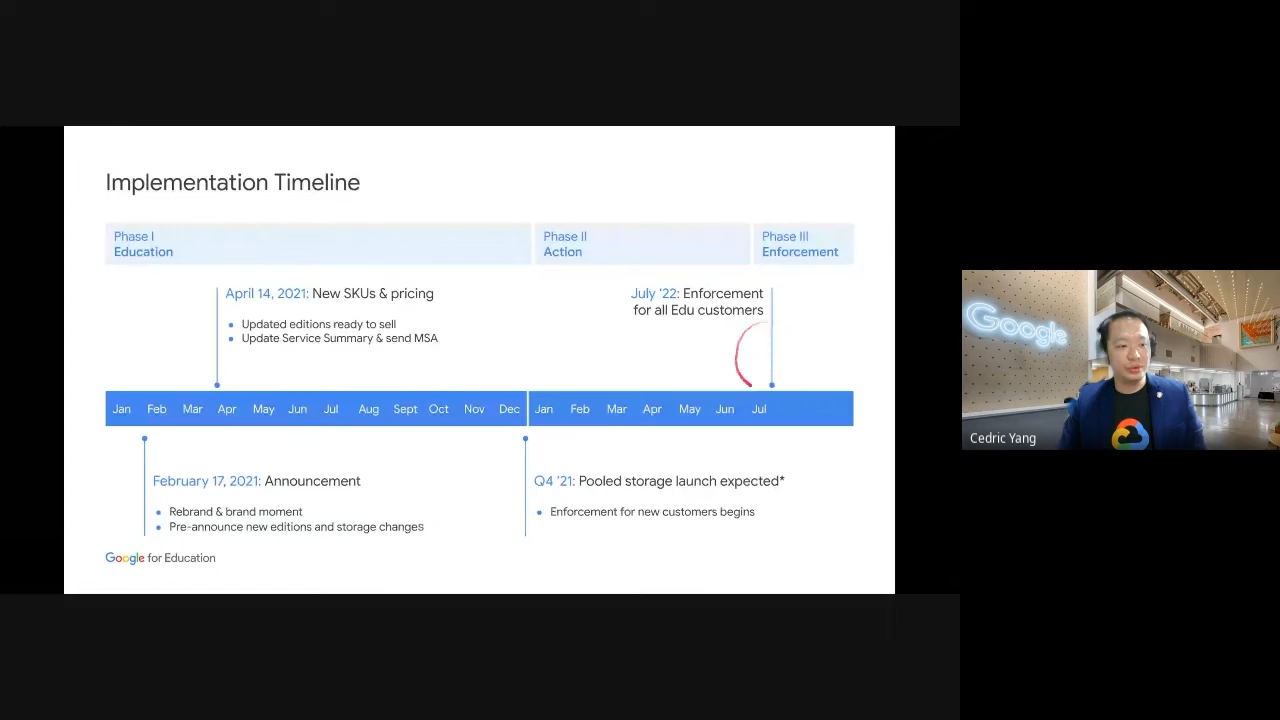 Implementation Timeline
Phase I
Education
Phase II
Action
Phase III
Enforcement
April 14, 2021: New SKUs & pricing
Updated editions ready to sell
Update Service Summary & send MSA
July '22: Enforcement
for all Edu customers
Jan Feb Mar Apr May Jun Jul Aug Sept Oct Nov Dec Jan Feb Mar Apr May Jun Jul
February 17, 2021: Announcement
Rebrand & brand moment
Pre-announce new editions and storage changes
Q4 '21: Pooled storage launch expected*
Enforcement for new customers begins
Google for Education
Google
Cedric Yang